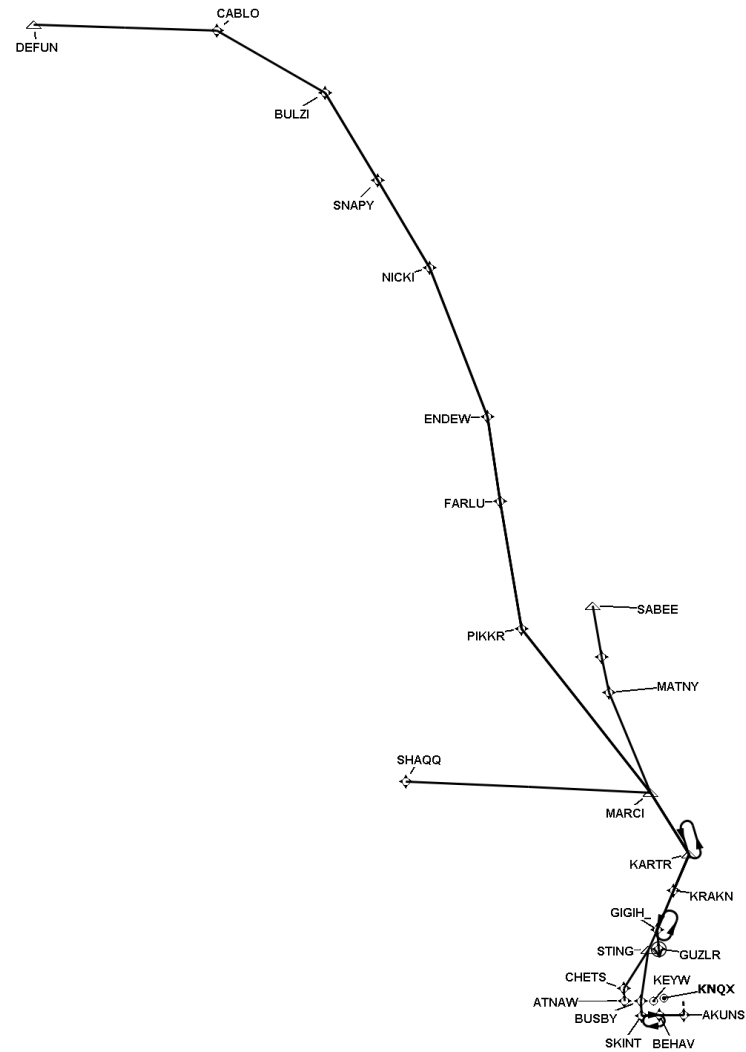 CABLO
DEFUN
BULZI
SNAPY
NICKI
ENDEW
FARLU
SABEE
PIKKR
MATNY
SHAQQ
MARCI
KARTR
KRAKN
GIGIH
STING
GUZLR
CHETS
KEYW
KNQX
ATNAW
BUSBY
AKUNS
SKINT
BEHAV